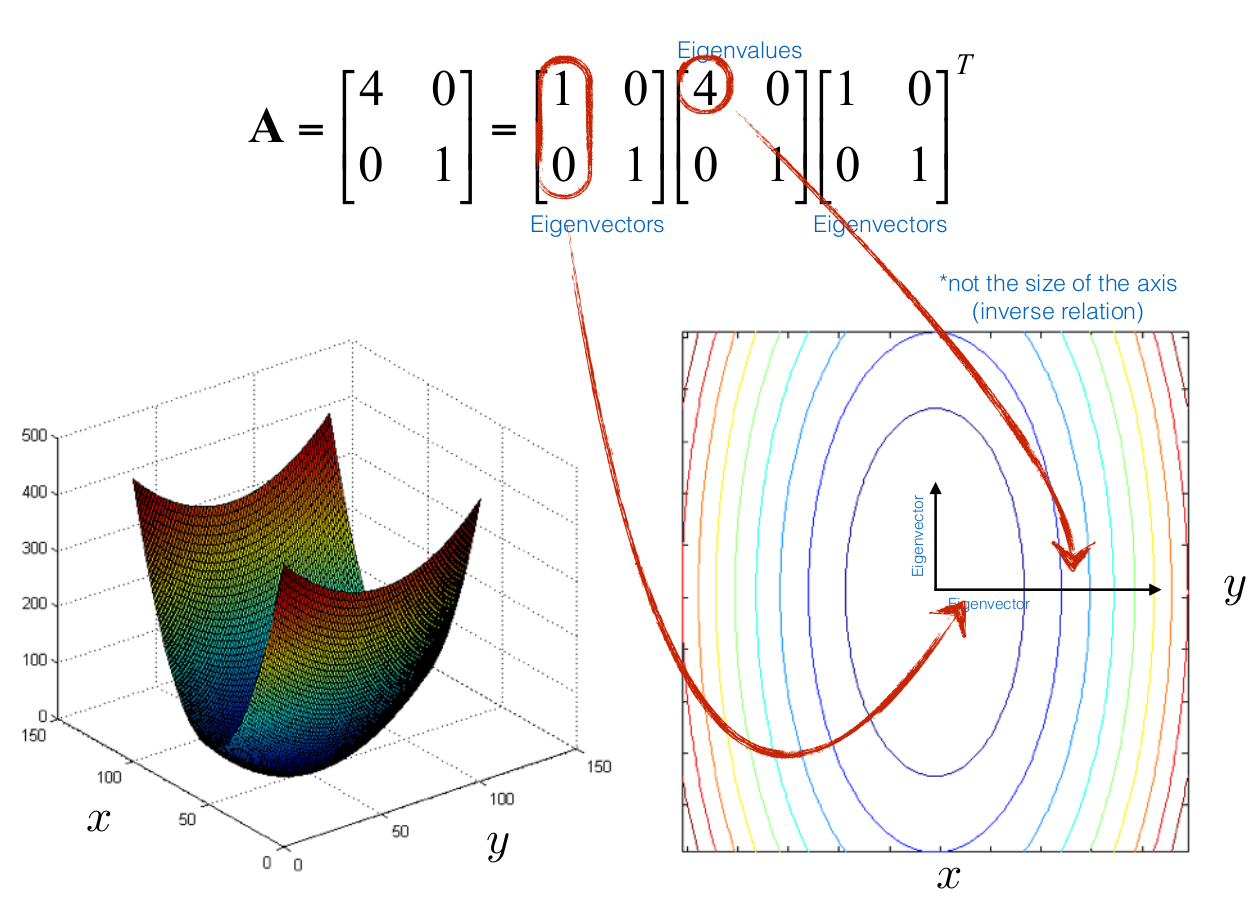 Eigenvalues
A = [4 0; 0 1] = [1 0; 0 1] [4 0; 0 1] [1 0; 0 1]^T
Eigenvectors Eigenvectors
*not the size of the axis
(inverse relation)
500
400
300
200
100
0
150
100
50
0
0
50
100
150
x
y
Eigenvector
Eigenvector
y
x